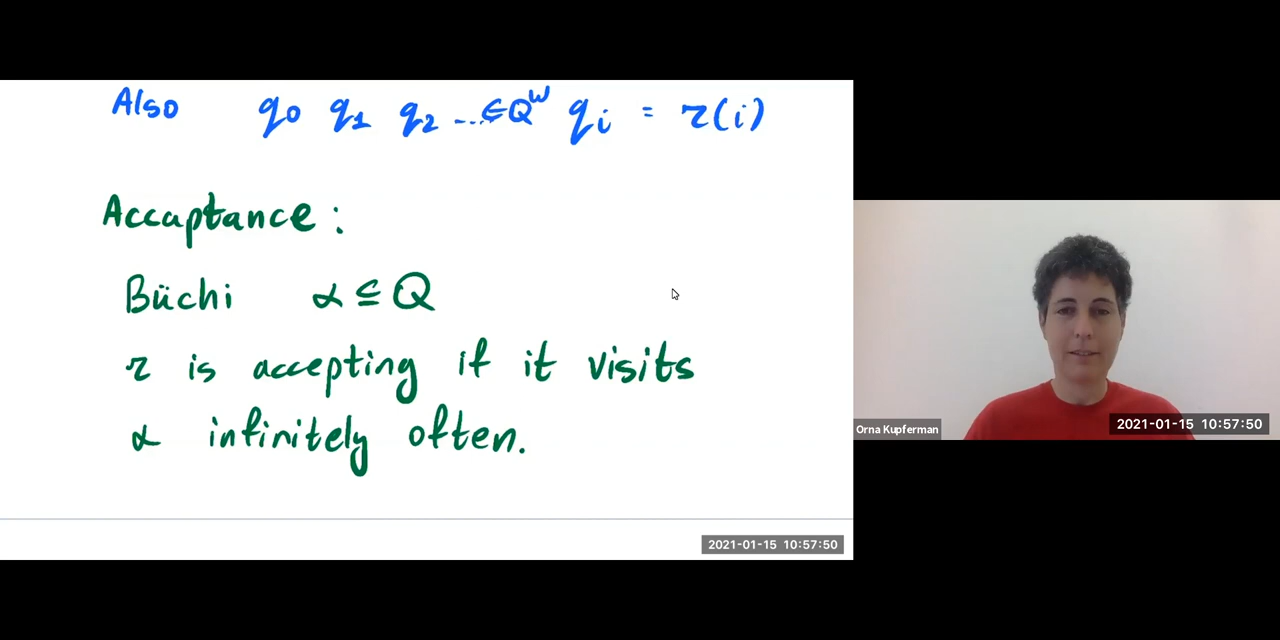 Also q0 q1 q2 ...∈Q^ω qi = r(i)
Accaptance:
Büchi α ⊆ Q
r is accepting if it visits
α infinitely often.
2021-01-15 10:57:50
Orna Kupferman
2021-01-15 10:57:50